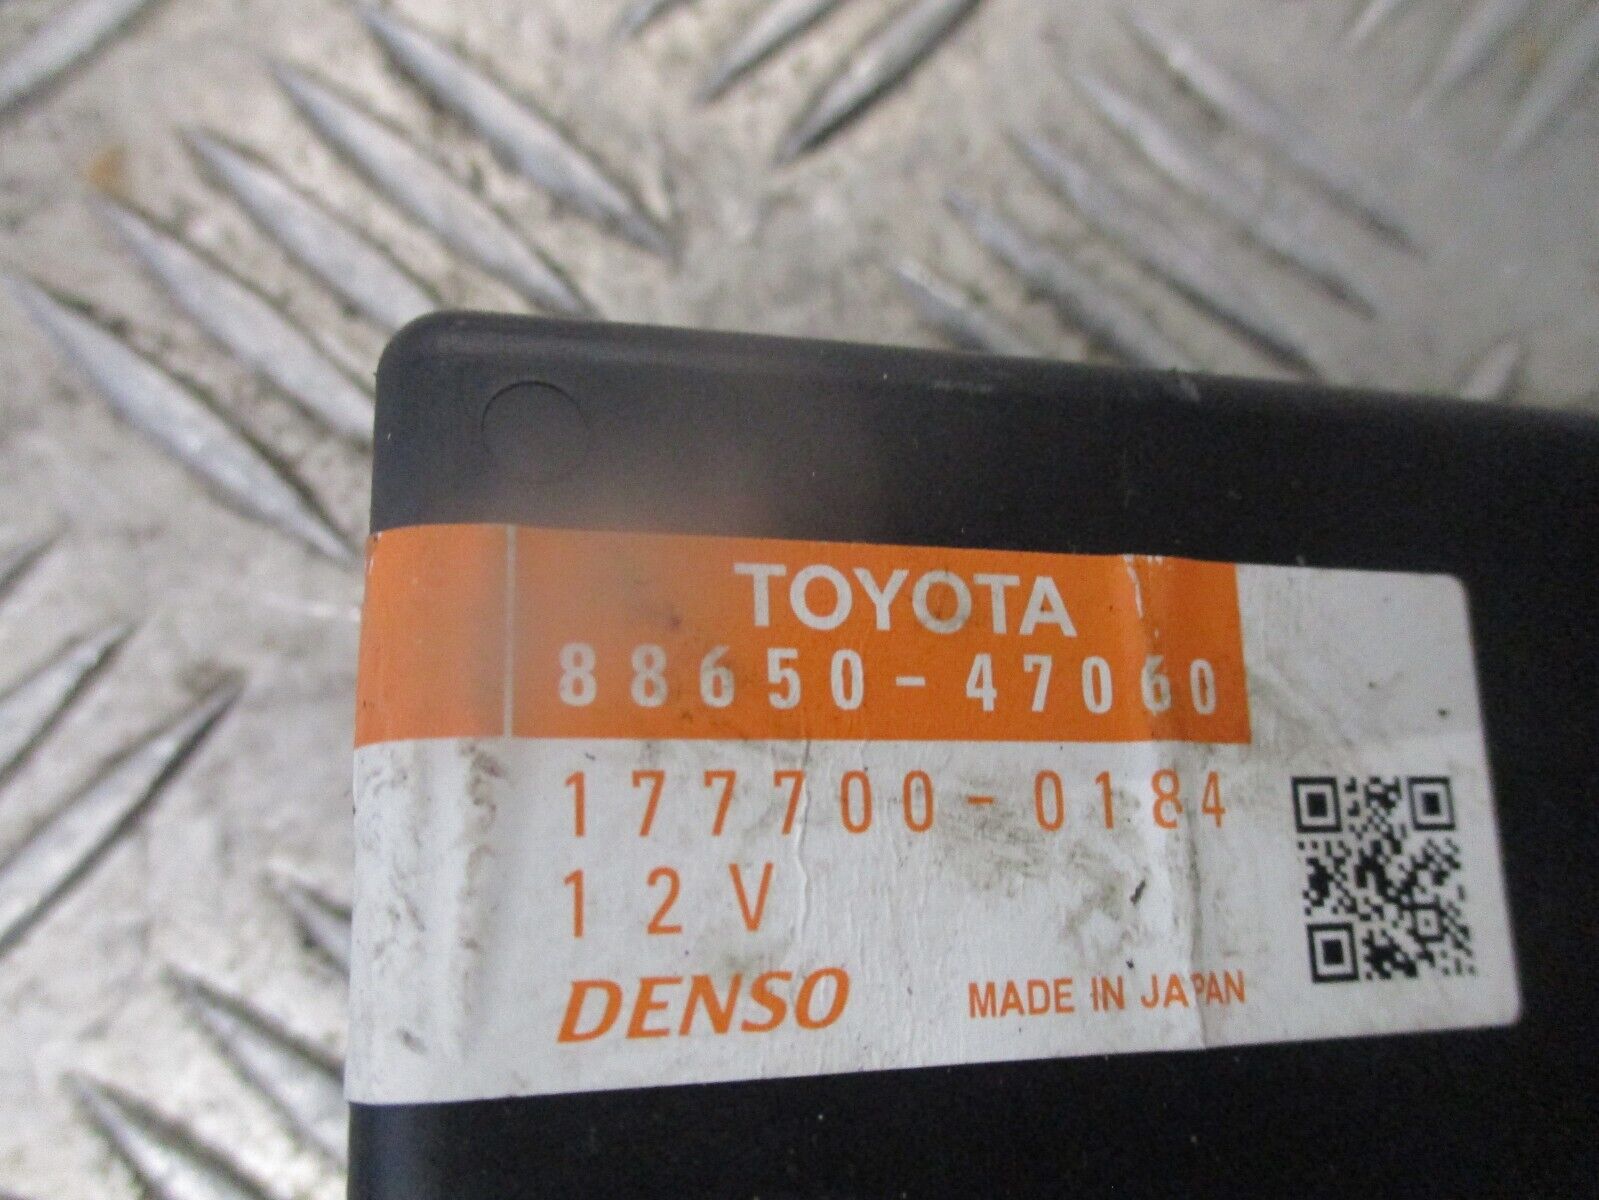 TOYOTA
88650-47060
177700-0184
12V
DENSO MADE IN JAPAN